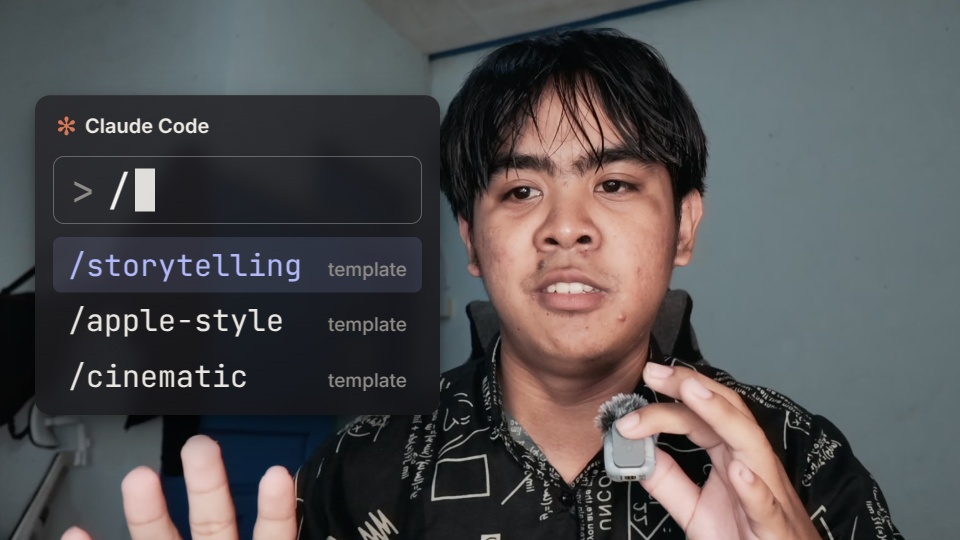 Claude Code
> /
/storytelling template
/apple-style template
/cinematic template